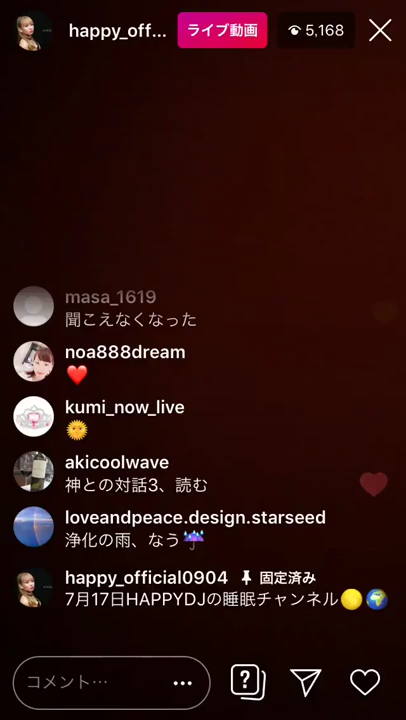 happy_off...
ライブ動画
5,168
masa_1619
聞こえなくなった
noa888dream
❤️
kumi_now_live
🌞
akicoolwave
神との対話3、読む
loveandpeace.design.starseed
浄化の雨、なう☔
happy_official0904 📌 固定済み
7月17日HAPPYDJの睡眠チャンネル🌕🌍
コメント…